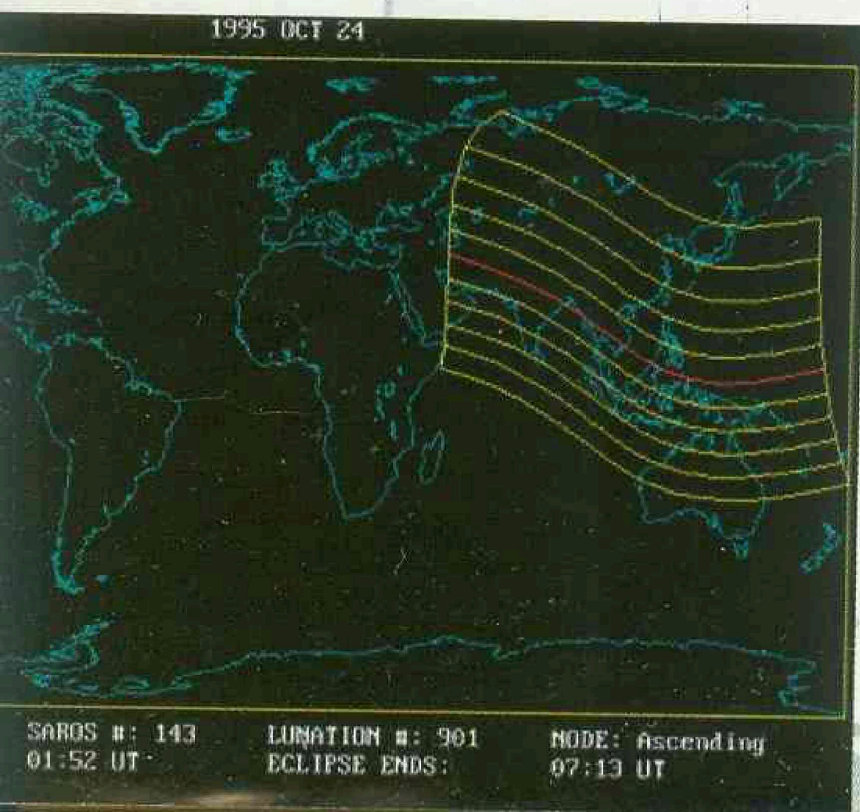 1995 OCT 24
SAROS #: 143 LUNATION #: 901 NODE: Ascending
01:52 UT ECLIPSE ENDS: 07:13 UT